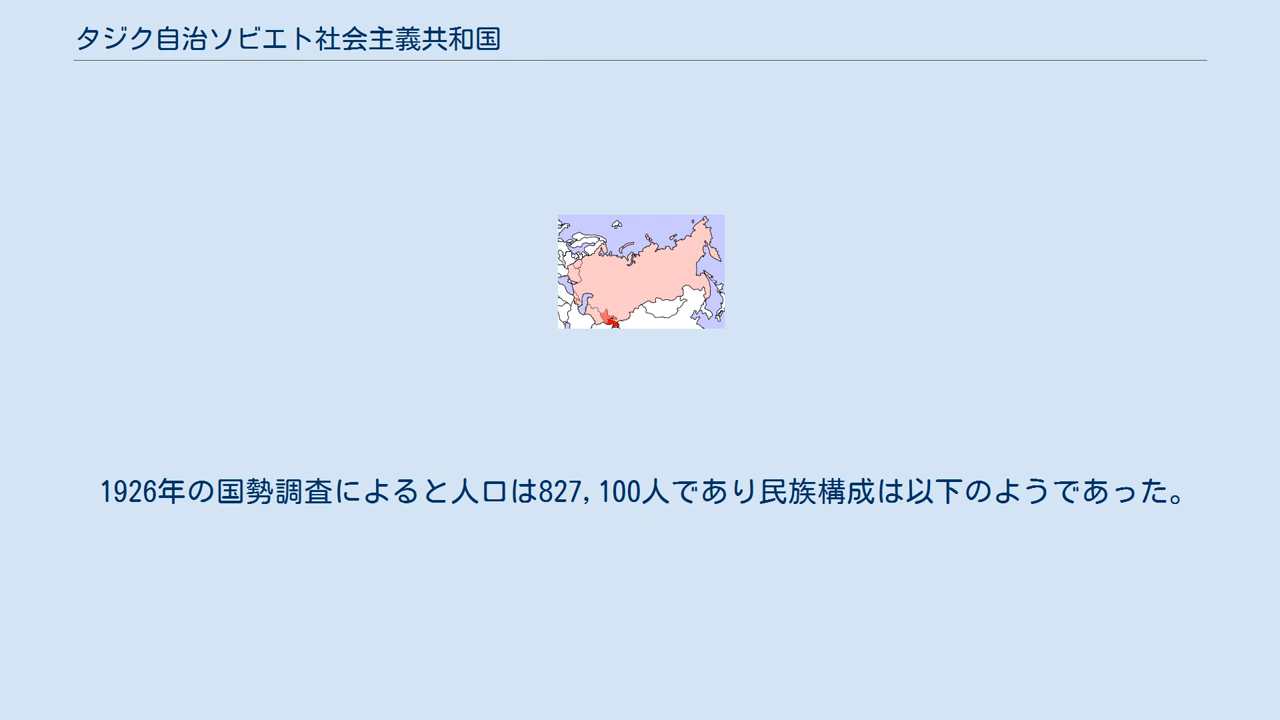 タジク自治ソビエト社会主義共和国
1926年の国勢調査によると人口は827,100人であり民族構成は以下のようであった。